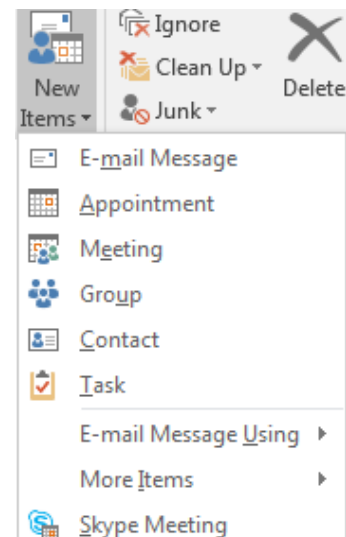 New
Items
Ignore
Clean Up
Junk
Delete
E-mail Message
Appointment
Meeting
Group
Contact
Task
E-mail Message Using
More Items
Skype Meeting